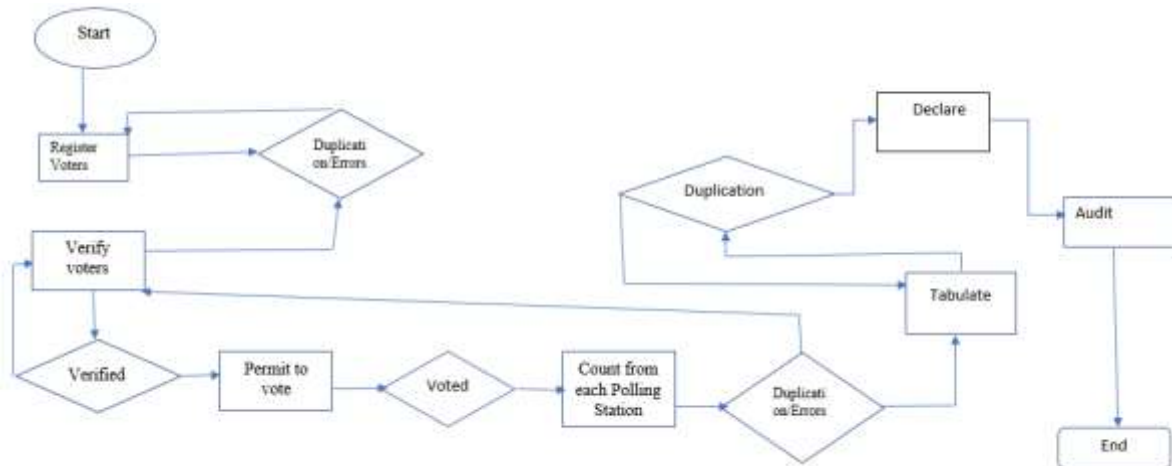 Start
Register
Voters
Duplicati
on/Errors
Declare
Duplication
Audit
Verify
voters
Tabulate
Verified
Permit to
vote
Voted
Count from
each Polling
Station
Duplicati
on/Errors
End